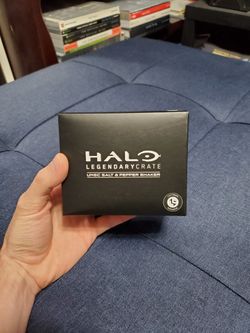 HALO
LEGENDARYCRATE
UNSC SALT & PEPPER SHAKER